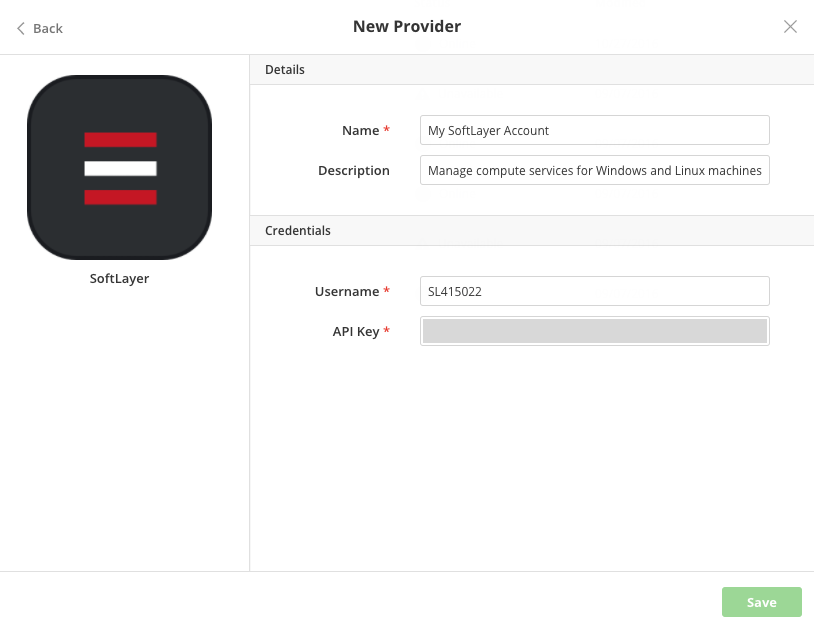 Back
New Provider
Details
Name *
My SoftLayer Account
Description
Manage compute services for Windows and Linux machines
SoftLayer
Credentials
Username *
SL415022
API Key *
Save